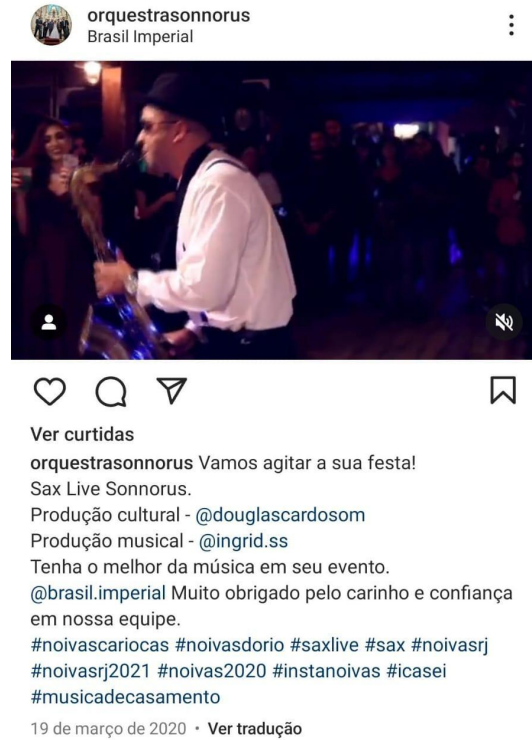 orquestrasonnorus
Brasil Imperial
Ver curtidas
orquestrasonnorus Vamos agitar a sua festa!
Sax Live Sonnorus.
Produção cultural - @douglascardosom
Produção musical - @ingrid.ss
Tenha o melhor da música em seu evento.
@brasil.imperial Muito obrigado pelo carinho e confiança
em nossa equipe.
#noivascariocas #noivasdorio #saxlive #sax #noivasrj
#noivasrj2021 #noivas2020 #instanoivas #icasei
#musicadecasamento
19 de março de 2020 • Ver tradução